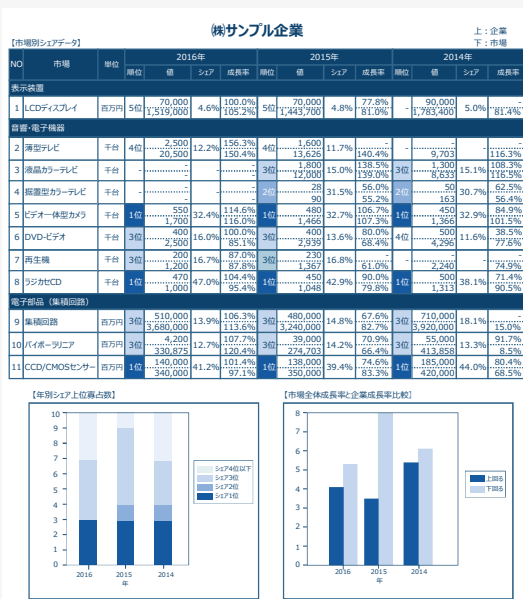 ㈱サンプル企業
上：企業
下：市場
【市場別シェアデータ】
NO 市場 単位 2016年 2015年 2014年
順位 値 シェア 成長率 順位 値 シェア 成長率 順位 値 シェア 成長率
表示装置
1 LCDディスプレイ 百万円 5位 70,000 4.6% 100.0% 5位 70,000 4.8% 77.8% - 90,000 5.0% -
1,519,000 105.2% 1,443,700 81.0% 1,783,400 81.4%
音響・電子機器
2 薄型テレビ 千台 4位 2,500 12.2% 156.3% 4位 1,600 11.7% - - - - -
20,500 150.4% 13,626 140.4% 9,703 116.3%
3 液晶カラーテレビ 千台 - - - - 3位 1,800 15.0% 138.5% 3位 1,300 15.1% 108.3%
- - 12,000 139.0% 8,633 116.5%
4 据置型カラーテレビ 千台 - - - - 2位 28 31.5% 56.0% 2位 50 30.7% 62.5%
- - 90 55.2% 163 56.4%
5 ビデオ一体型カメラ 千台 1位 550 32.4% 114.6% 1位 480 32.7% 106.7% 1位 450 32.9% 84.9%
1,700 116.0% 1,466 107.3% 1,366 101.5%
6 DVD-ビデオ 千台 3位 400 16.0% 100.0% 3位 400 13.6% 80.0% 4位 500 11.6% 38.5%
2,500 85.1% 2,939 68.4% 4,296 77.6%
7 再生機 千台 3位 200 16.7% 87.0% 3位 230 16.8% - - - - -
1,200 87.8% 1,367 61.0% 2,240 74.9%
8 ラジカセCD 千台 1位 470 47.0% 104.4% 1位 450 42.9% 90.0% 1位 500 38.1% 71.4%
1,000 95.4% 1,048 79.8% 1,313 90.5%
電子部品（集積回路）
9 集積回路 百万円 3位 510,000 13.9% 106.3% 3位 480,000 14.8% 67.6% 3位 710,000 18.1% -
3,680,000 113.6% 3,240,000 82.7% 3,920,000 15.0%
10 バイポーラリニア 百万円 3位 4,200 12.7% 107.7% 3位 39,000 14.2% 70.9% 3位 55,000 13.3% 91.7%
330,875 120.4% 274,703 66.4% 413,858 8.5%
11 CCD/CMOSセンサー 百万円 1位 140,000 41.2% 101.4% 1位 138,000 39.4% 74.6% 1位 185,000 44.0% 80.4%
340,000 97.1% 350,000 83.3% 420,000 68.5%
【年別シェア上位寡占数】
10
9
8
7
6
5
4
3
2
1
0
2016 2015 2014
年
シェア4位以下
シェア3位
シェア2位
シェア1位
【市場全体成長率と企業成長率比較】
8
7
6
5
4
3
2
1
0
2016 2015 2014
年
上回る
下回る